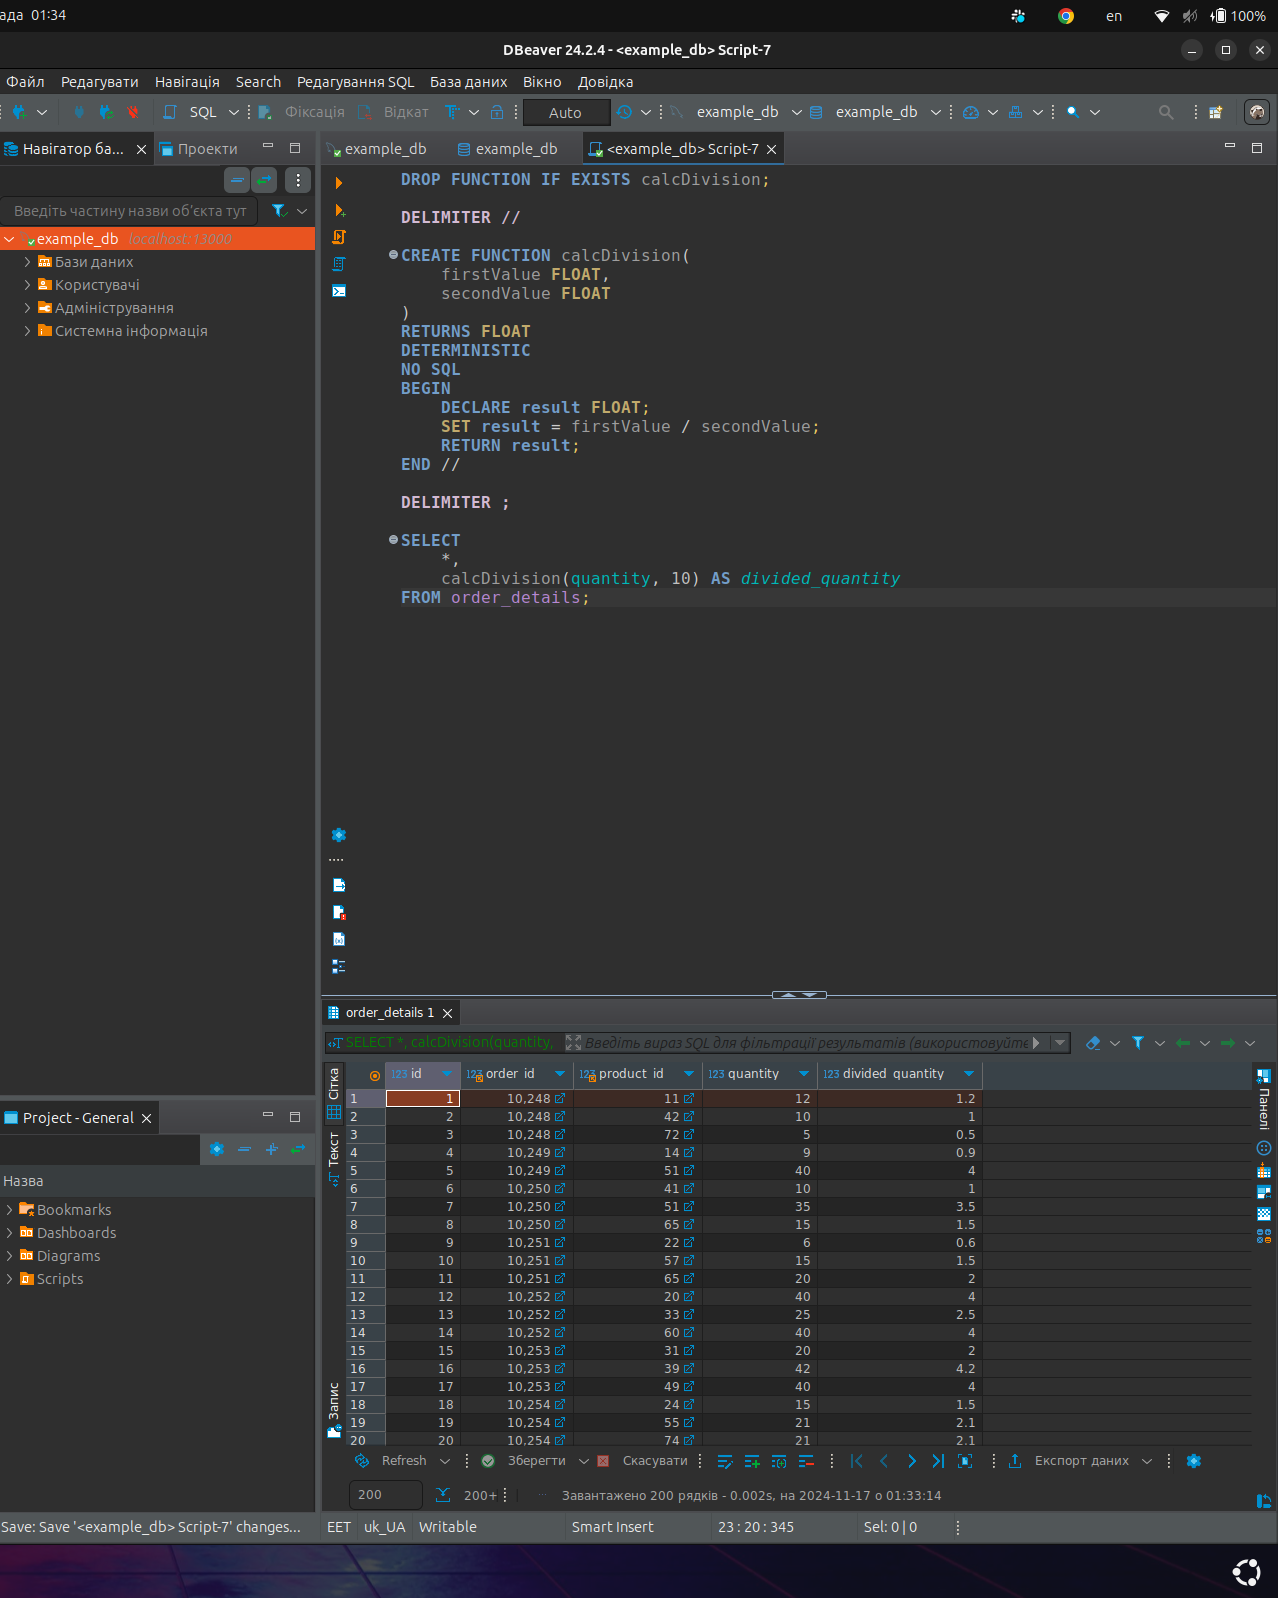 ада 01:34
en
100%
DBeaver 24.2.4 - <example_db> Script-7
Файл Редагувати Навігація Search Редагування SQL База даних Вікно Довідка
SQL Фіксація Відкат Auto example_db example_db
Навігатор ба... Проекти
example_db example_db <example_db> Script-7
Введіть частину назви об'єкта тут
example_db localhost:13000
Бази даних
Користувачі
Адміністрування
Системна інформація
DROP FUNCTION IF EXISTS calcDivision;
DELIMITER //
CREATE FUNCTION calcDivision(
firstValue FLOAT,
secondValue FLOAT
)
RETURNS FLOAT
DETERMINISTIC
NO SQL
BEGIN
DECLARE result FLOAT;
SET result = firstValue / secondValue;
RETURN result;
END //
DELIMITER ;
SELECT
*,
calcDivision(quantity, 10) AS divided_quantity
FROM order_details;
Project - General
Назва
Bookmarks
Dashboards
Diagrams
Scripts
order_details 1
SELECT *, calcDivision(quantity, Введіть вираз SQL для фільтрації результатів (використовуйте
Сітка
Текст
Запис
Панелі
123 id 123 order_id 123 product_id 123 quantity 123 divided_quantity
1 1 10,248 11 12 1.2
2 2 10,248 42 10 1
3 3 10,248 72 5 0.5
4 4 10,249 14 9 0.9
5 5 10,249 51 40 4
6 6 10,250 41 10 1
7 7 10,250 51 35 3.5
8 8 10,250 65 15 1.5
9 9 10,251 22 6 0.6
10 10 10,251 57 15 1.5
11 11 10,251 65 20 2
12 12 10,252 20 40 4
13 13 10,252 33 25 2.5
14 14 10,252 60 40 4
15 15 10,253 31 20 2
16 16 10,253 39 42 4.2
17 17 10,253 49 40 4
18 18 10,254 24 15 1.5
19 19 10,254 55 21 2.1
20 20 10,254 74 21 2.1
Refresh Зберегти Скасувати Експорт даних
200 200+ Завантажено 200 рядків - 0.002s, на 2024-11-17 о 01:33:14
Save: Save '<example_db> Script-7' changes... EET uk_UA Writable Smart Insert 23 : 20 : 345 Sel: 0 | 0